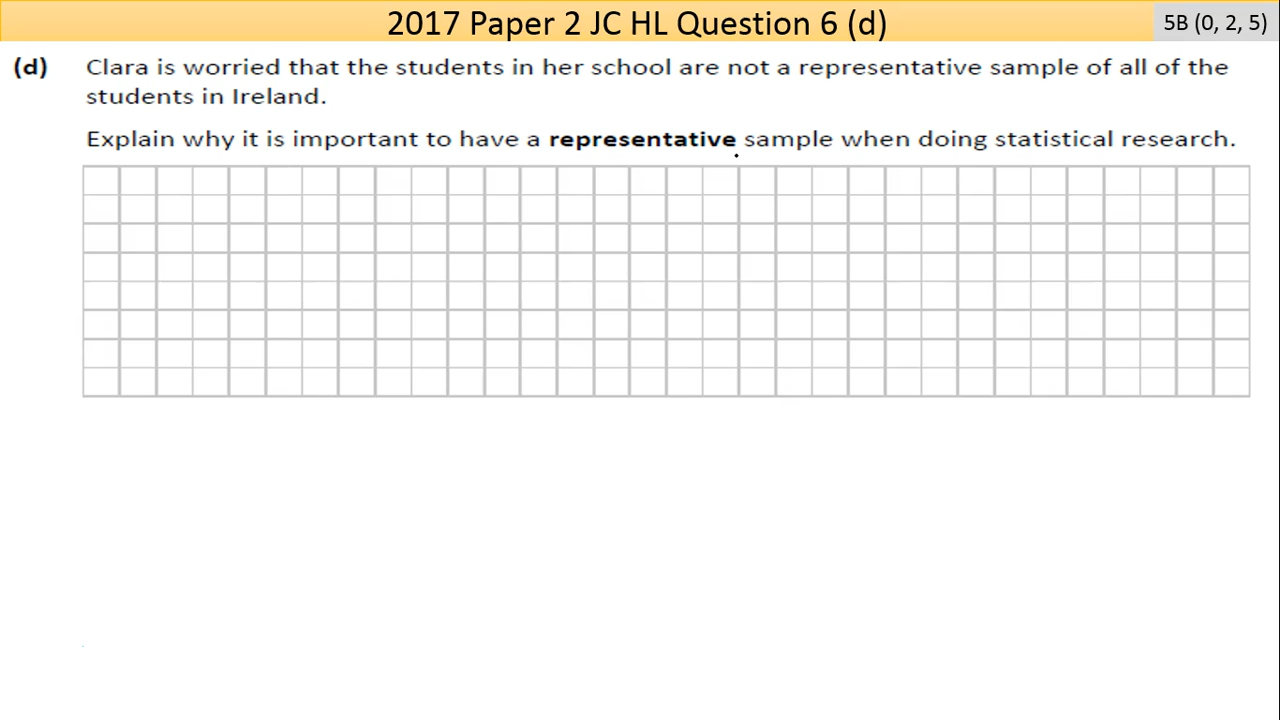 2017 Paper 2 JC HL Question 6 (d)
5B (0, 2, 5)
(d) Clara is worried that the students in her school are not a representative sample of all of the
students in Ireland.
Explain why it is important to have a representative sample when doing statistical research.